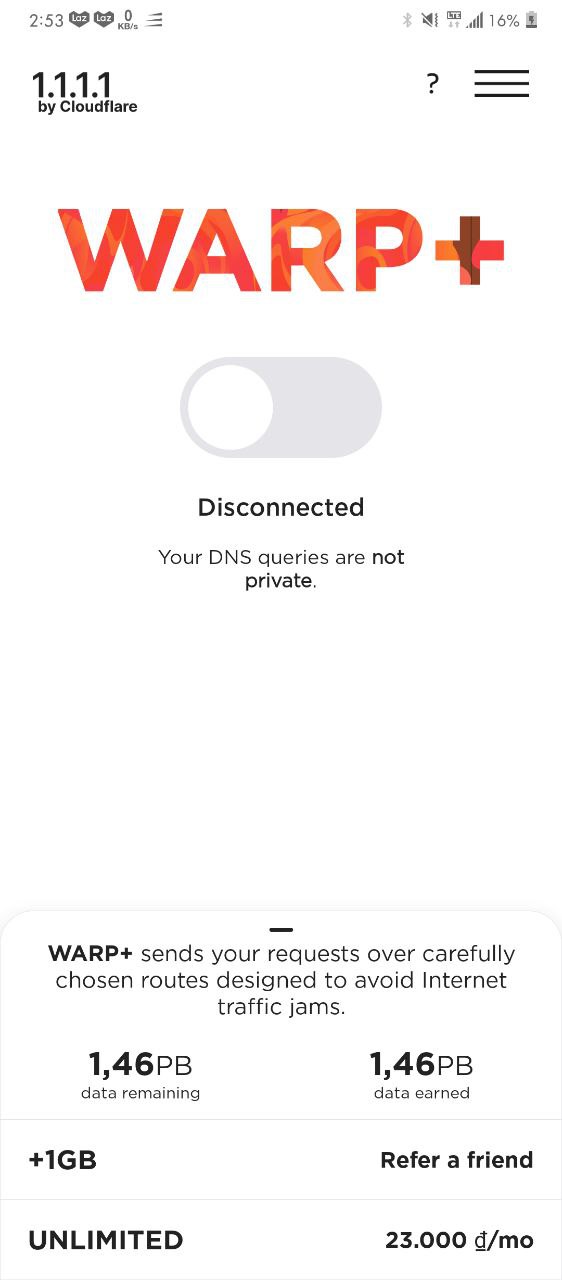 2:53 Laz Laz 0 KB/s LTE 16%
1.1.1.1 ?
by Cloudflare
WARP+
Disconnected
Your DNS queries are not
private.
WARP+ sends your requests over carefully
chosen routes designed to avoid Internet
traffic jams.
1,46PB 1,46PB
data remaining data earned
+1GB Refer a friend
UNLIMITED 23.000 ₫/mo